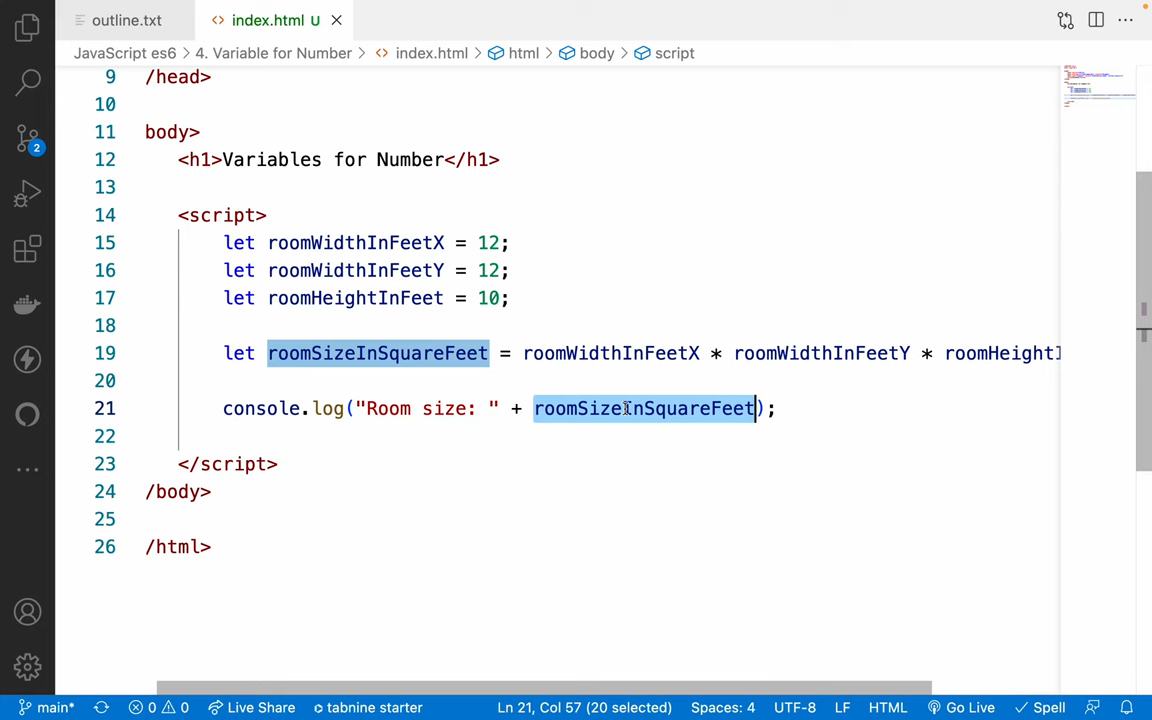 outline.txt
index.html U
JavaScript es6 > 4. Variable for Number > index.html > html > body > script
9 /head>
10
11 body>
12 <h1>Variables for Number</h1>
13
14 <script>
15 let roomWidthInFeetX = 12;
16 let roomWidthInFeetY = 12;
17 let roomHeightInFeet = 10;
18
19 let roomSizeInSquareFeet = roomWidthInFeetX * roomWidthInFeetY * roomHeightI
20
21 console.log("Room size: " + roomSizeInSquareFeet);
22
23 </script>
24 /body>
25
26 /html>
2
main* 0 0 Live Share tabnine starter Ln 21, Col 57 (20 selected) Spaces: 4 UTF-8 LF HTML Go Live Spell